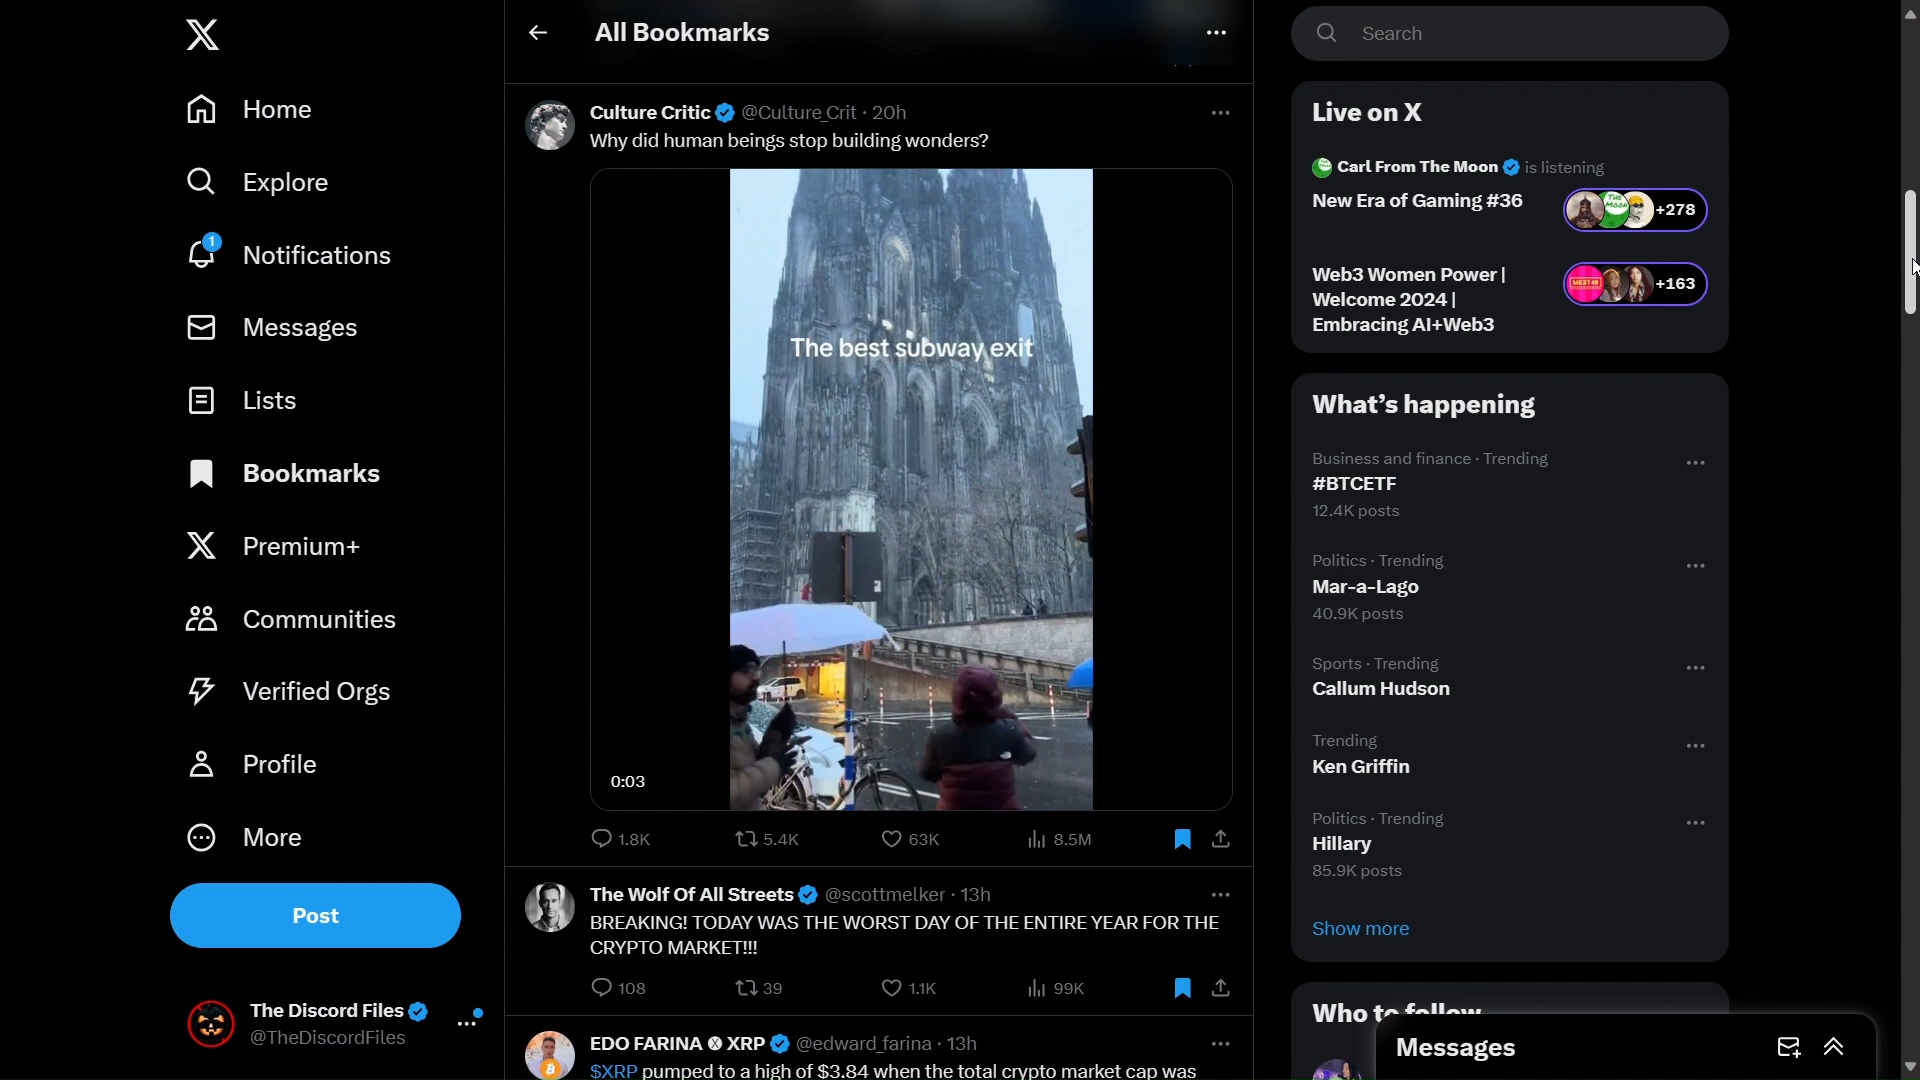 All Bookmarks
Home
Explore
1
Notifications
Messages
Lists
Bookmarks
Premium+
Communities
Verified Orgs
Profile
More
Post
The Discord Files
@TheDiscordFiles
Culture Critic @Culture_Crit · 20h
Why did human beings stop building wonders?
The best subway exit
0:03
1.8K 5.4K 63K 8.5M
The Wolf Of All Streets @scottmelker · 13h
BREAKING! TODAY WAS THE WORST DAY OF THE ENTIRE YEAR FOR THE
CRYPTO MARKET!!!
108 39 1.1K 99K
EDO FARINA XRP @edward_farina · 13h
$XRP pumped to a high of $3.84 when the total crypto market cap was
Search
Live on X
Carl From The Moon is listening
New Era of Gaming #36
+278
Web3 Women Power |
Welcome 2024 |
Embracing AI+Web3
+163
What's happening
Business and finance · Trending
#BTCETF
12.4K posts
Politics · Trending
Mar-a-Lago
40.9K posts
Sports · Trending
Callum Hudson
Trending
Ken Griffin
Politics · Trending
Hillary
85.9K posts
Show more
Who to follow
Messages